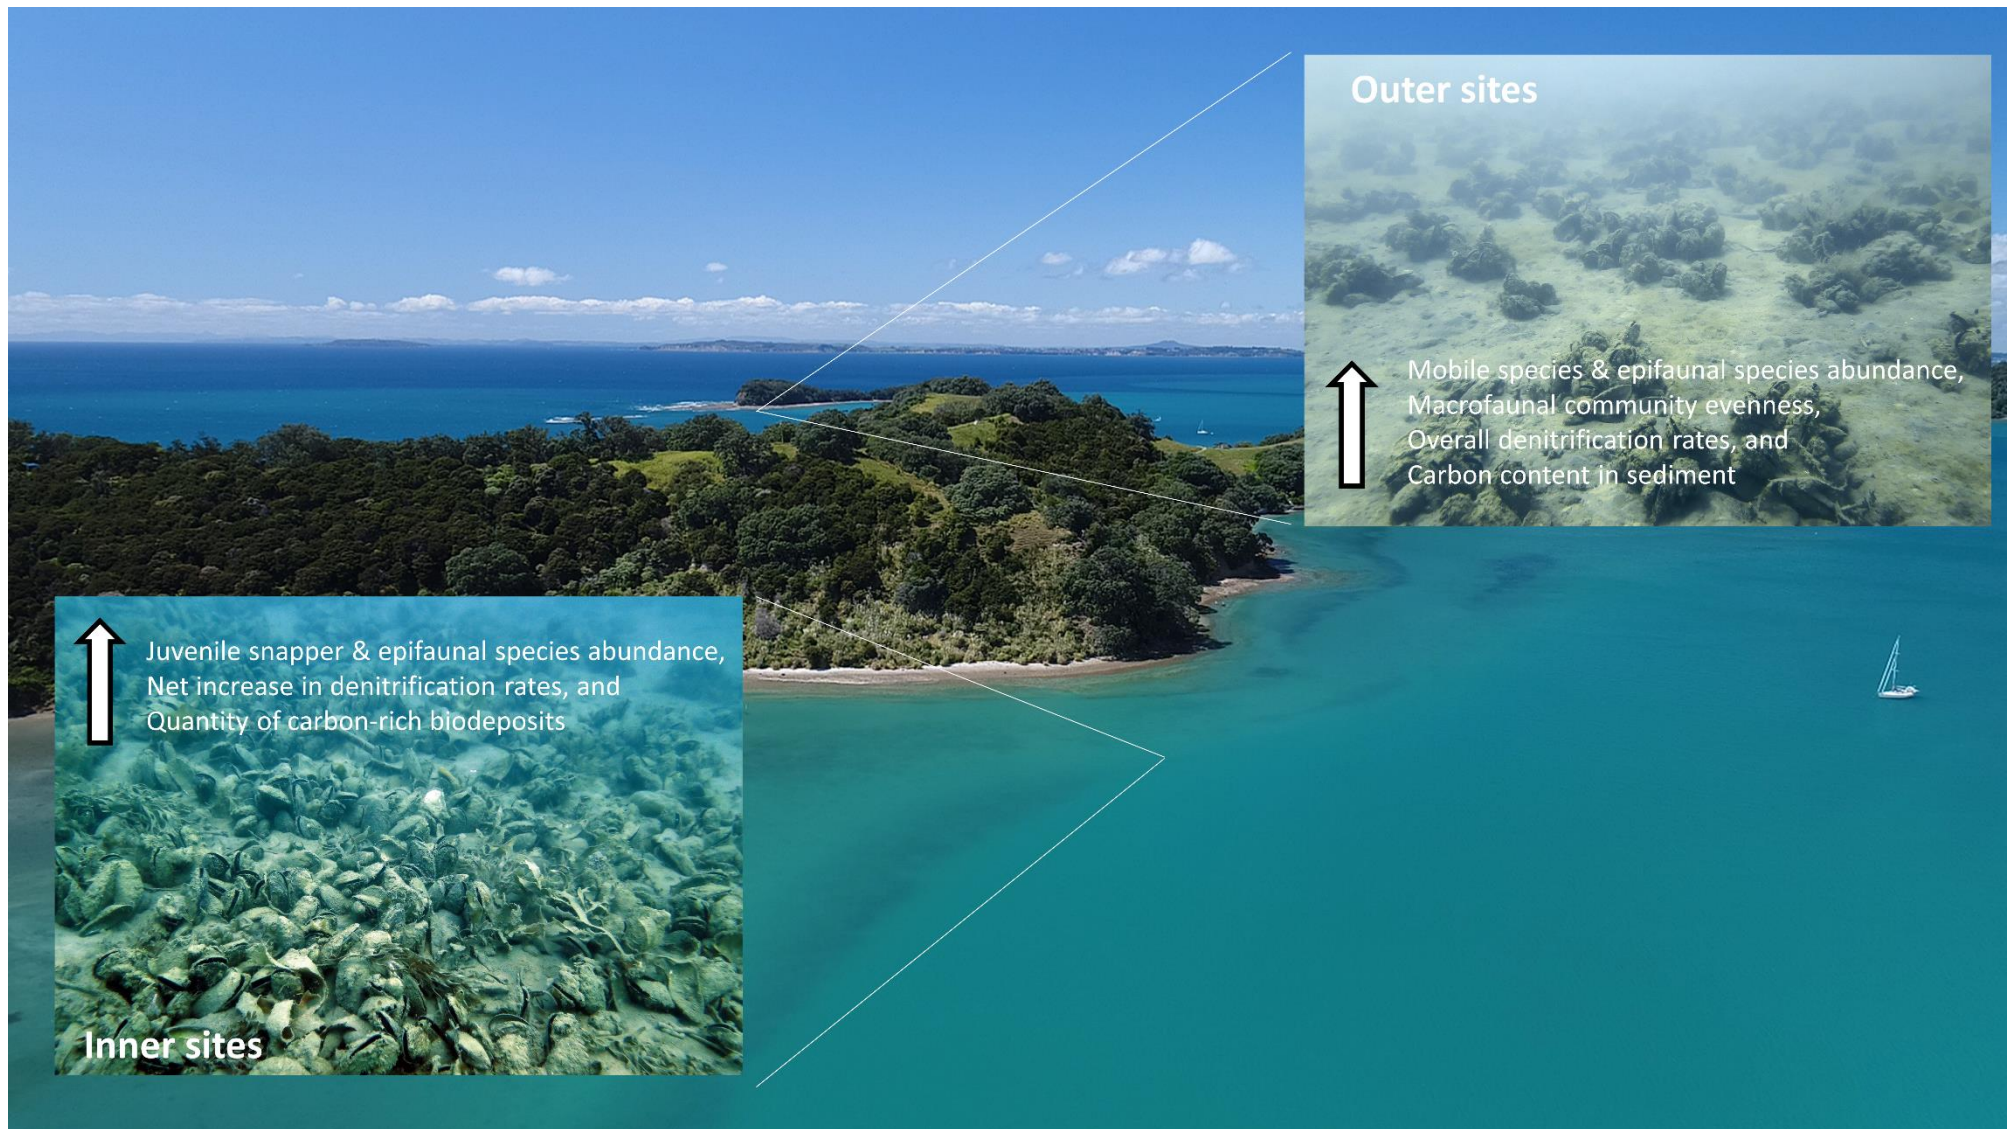 Outer sites
Mobile species & epifaunal species abundance,
Macrofaunal community evenness,
Overall denitrification rates, and
Carbon content in sediment
Juvenile snapper & epifaunal species abundance,
Net increase in denitrification rates, and
Quantity of carbon-rich biodeposits
Inner sites